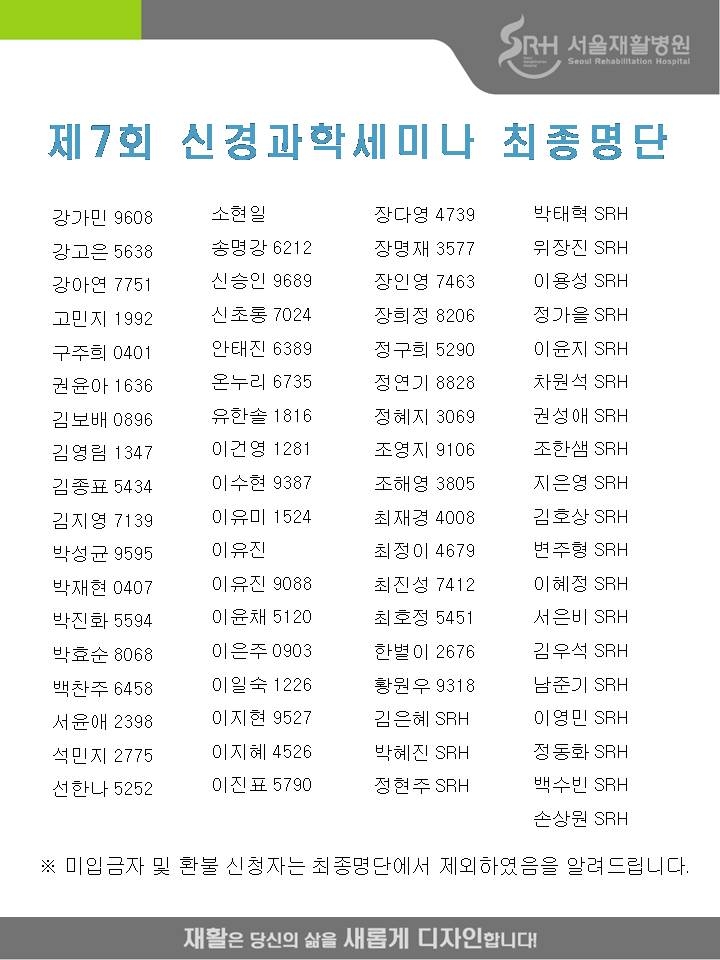 SRH 서울재활병원
Seoul Rehabilitation Hospital
제7회 신경과학세미나 최종명단
강가민 9608
강고은 5638
강아연 7751
고민지 1992
구주희 0401
권윤아 1636
김보배 0896
김영림 1347
김종표 5434
김지영 7139
박성균 9595
박재현 0407
박진화 5594
박효순 8068
백찬주 6458
서윤애 2398
석민지 2775
선한나 5252
소현일
송명강 6212
신승인 9689
신초롱 7024
안태진 6389
온누리 6735
유한솔 1816
이건영 1281
이수현 9387
이유미 1524
이유진
이유진 9088
이윤채 5120
이은주 0903
이일숙 1226
이지현 9527
이지혜 4526
이진표 5790
장다영 4739
장명재 3577
장인영 7463
장희정 8206
정구희 5290
정연기 8828
정혜지 3069
조영지 9106
조해영 3805
최재경 4008
최정이 4679
최진성 7412
최호정 5451
한별이 2676
황원우 9318
김은혜 SRH
박혜진 SRH
정현주 SRH
박태혁 SRH
위장진 SRH
이용성 SRH
정가을 SRH
이윤지 SRH
차원석 SRH
권성애 SRH
조한샘 SRH
지은영 SRH
김호상 SRH
변주형 SRH
이혜정 SRH
서은비 SRH
김우석 SRH
남준기 SRH
이영민 SRH
정동화 SRH
백수빈 SRH
손상원 SRH
※ 미입금자 및 환불 신청자는 최종명단에서 제외하였음을 알려드립니다.
재활은 당신의 삶을 새롭게 디자인합니다!